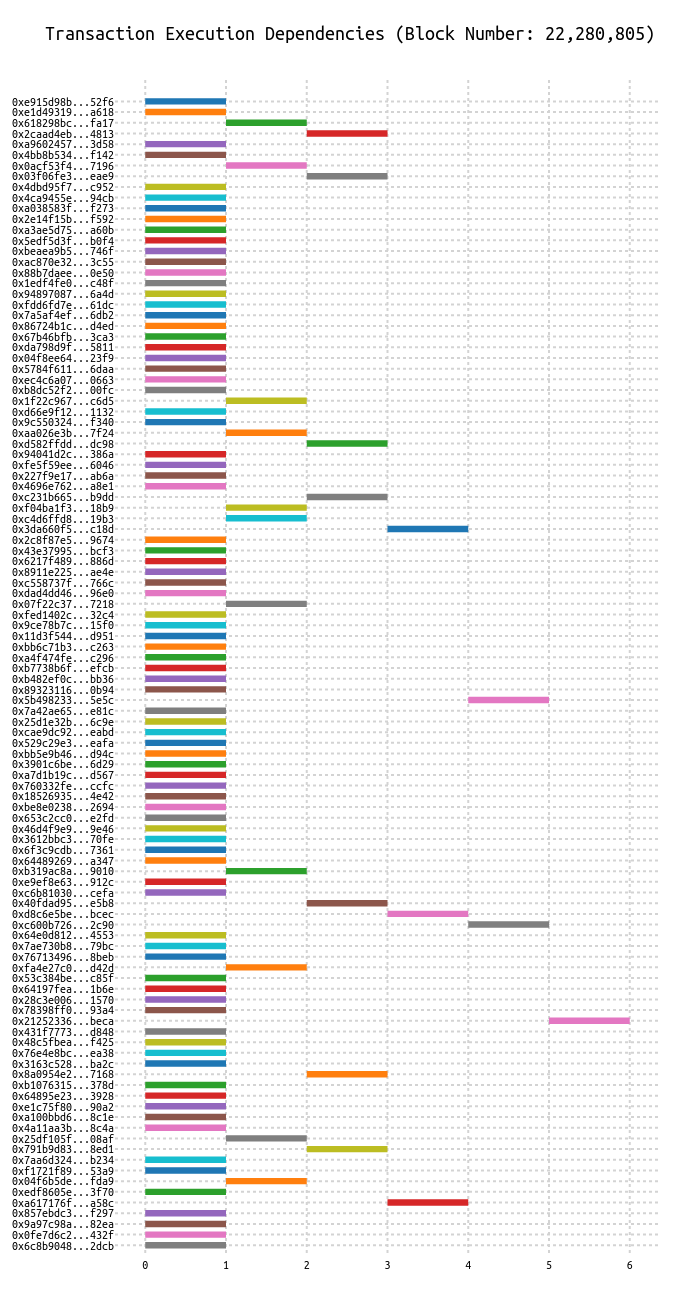 Transaction Execution Dependencies (Block Number: 22,280,805)
0xe915d98b...52f6
0xe1d49319...a618
0x618298bc...fa17
0x2caad4eb...4813
0xa9602457...3d58
0x4bb8b534...f142
0x0acf53f4...7196
0x03f06fe3...eae9
0x4dbd95f7...c952
0x4ca9455e...94cb
0xa038583f...f273
0x2e14f15b...f592
0xa3ae5d75...a60b
0x5edf5d3f...b0f4
0xbeaea9b5...746f
0xac870e32...3c55
0x88b7daee...0e50
0x1edf4fe0...c48f
0x94897087...6a4d
0xfdd6fd7e...61dc
0x7a5af4ef...6db2
0x86724b1c...d4ed
0x67b46bfb...3ca3
0xda798d9f...5811
0x04f8ee64...23f9
0x5784f611...6daa
0xec4c6a07...0663
0xb8dc52f2...00fc
0x1f22c967...c6d5
0xd66e9f12...1132
0x9c550324...f340
0xaa026e3b...7f24
0xd582ffdd...dc98
0x94041d2c...386a
0xfe5f59ee...6046
0x227f9e17...ab6a
0x4696e762...a8e1
0xc231b665...b9dd
0xf04ba1f3...18b9
0xc4d6ffd8...19b3
0x3da660f5...c18d
0x2c8f87e5...9674
0x43e37995...bcf3
0x6217f489...886d
0x8911e225...ae4e
0xc558737f...766c
0xdad4dd46...96e0
0x07f22c37...7218
0xfed1402c...32c4
0x9ce78b7c...15f0
0x11d3f544...d951
0xbb6c71b3...c263
0xa4f474fe...c296
0xb7738b6f...efcb
0xb482ef0c...bb36
0x89323116...0b94
0x5b498233...5e5c
0x7a42ae65...e81c
0x25d1e32b...6c9e
0xcae9dc92...eabd
0x529c29e3...eafa
0xbb5e9b46...d94c
0x3901c6be...6d29
0xa7d1b19c...d567
0x760332fe...ccfc
0x18526935...4e42
0xbe8e0238...2694
0x653c2cc0...e2fd
0x46d4f9e9...9e46
0x3612bbc3...70fe
0x6f3c9cdb...7361
0x64489269...a347
0xb319ac8a...9010
0xe9ef8e63...912c
0xc6b81030...cefa
0x40fdad95...e5b8
0xd8c6e5be...bcec
0xc600b726...2c90
0x64e0d812...4553
0x7ae730b8...79bc
0x76713496...8beb
0xfa4e27c0...d42d
0x53c384be...c85f
0x64197fea...1b6e
0x28c3e006...1570
0x78398ff0...93a4
0x21252336...beca
0x431f7773...d848
0x48c5fbea...f425
0x76e4e8bc...ea38
0x3163c528...ba2c
0x8a0954e2...7168
0xb1076315...378d
0x64895e23...3928
0xe1c75f80...90a2
0xa100bbd6...8c1e
0x4a11aa3b...8c4a
0x25df105f...08af
0x791b9d83...8ed1
0x7aa6d324...b234
0xf1721f89...53a9
0x04f6b5de...fda9
0xedf8605e...3f70
0xa617176f...a58c
0x857ebdc3...f297
0x9a97c98a...82ea
0x0fe7d6c2...432f
0x6c8b9048...2dcb
0 1 2 3 4 5 6